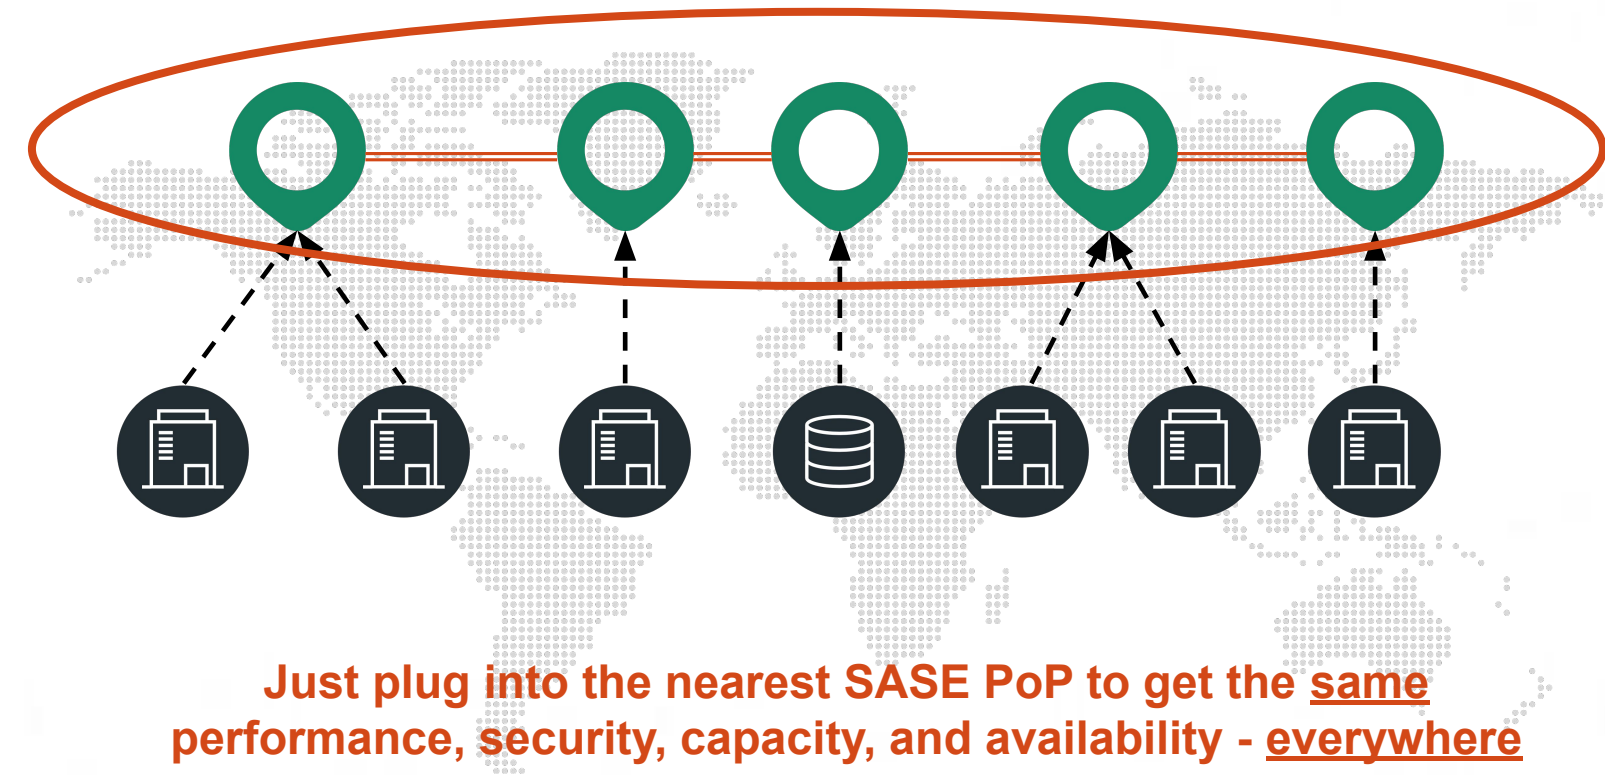 Just plug into the nearest SASE PoP to get the same
performance, security, capacity, and availability - everywhere